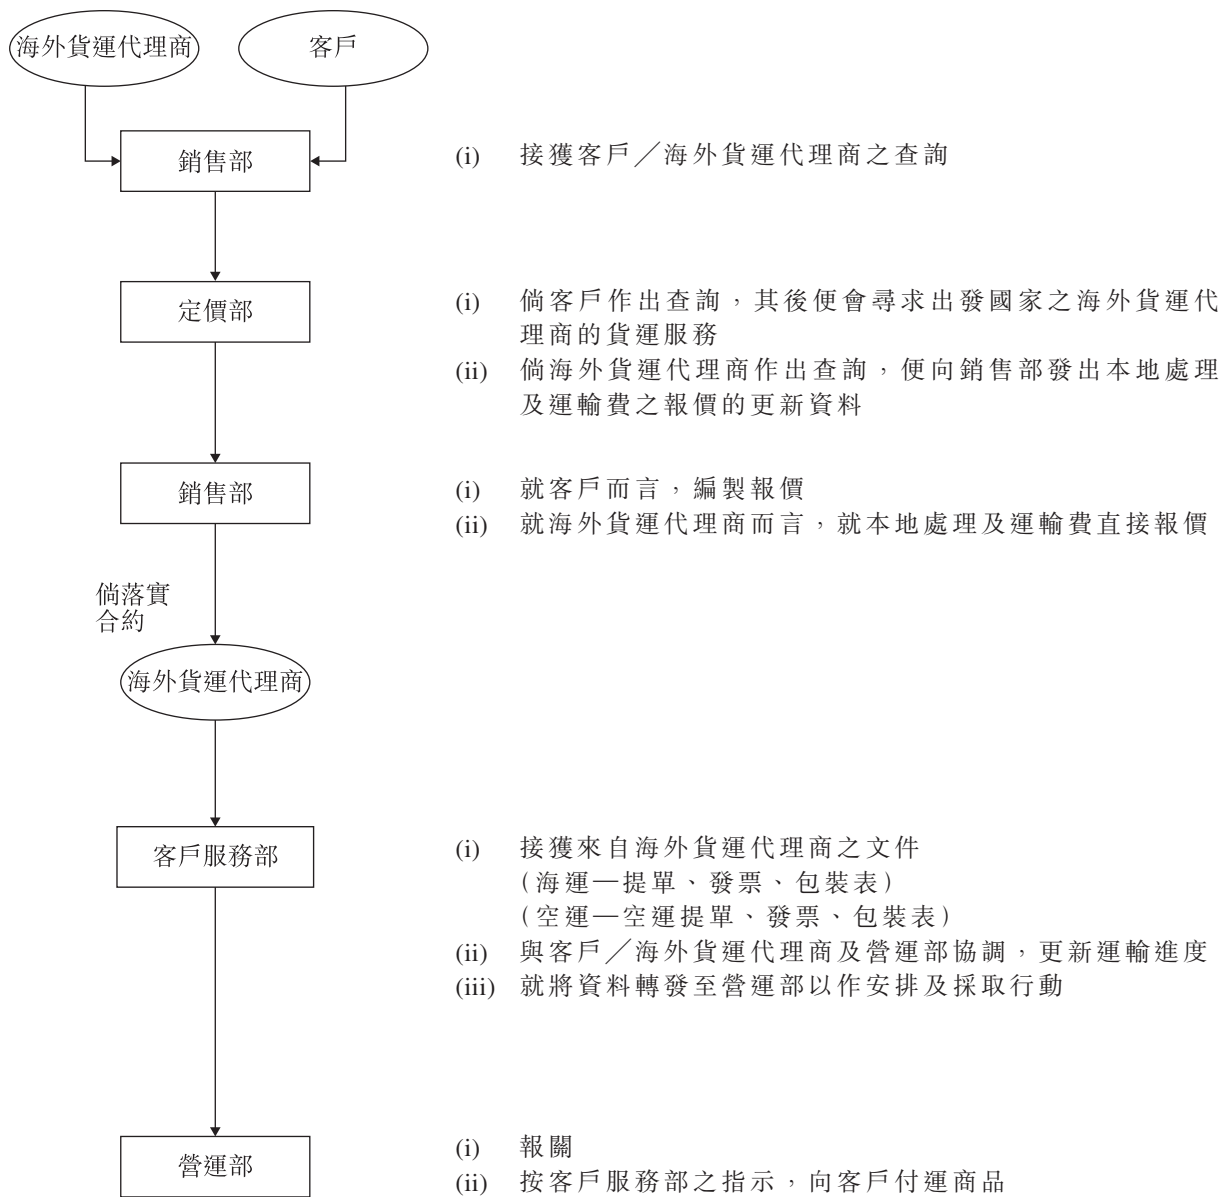 海外貨運代理商
客戶
銷售部
(i) 接獲客戶／海外貨運代理商之查詢
定價部
(i) 倘客戶作出查詢，其後便會尋求出發國家之海外貨運代
理商的貨運服務
(ii) 倘海外貨運代理商作出查詢，便向銷售部發出本地處理
及運輸費之報價的更新資料
銷售部
(i) 就客戶而言，編製報價
(ii) 就海外貨運代理商而言，就本地處理及運輸費直接報價
倘落實
合約
海外貨運代理商
客戶服務部
(i) 接獲來自海外貨運代理商之文件
(海運—提單、發票、包裝表)
(空運—空運提單、發票、包裝表)
(ii) 與客戶／海外貨運代理商及營運部協調，更新運輸進度
(iii) 就將資料轉發至營運部以作安排及採取行動
營運部
(i) 報關
(ii) 按客戶服務部之指示，向客戶付運商品